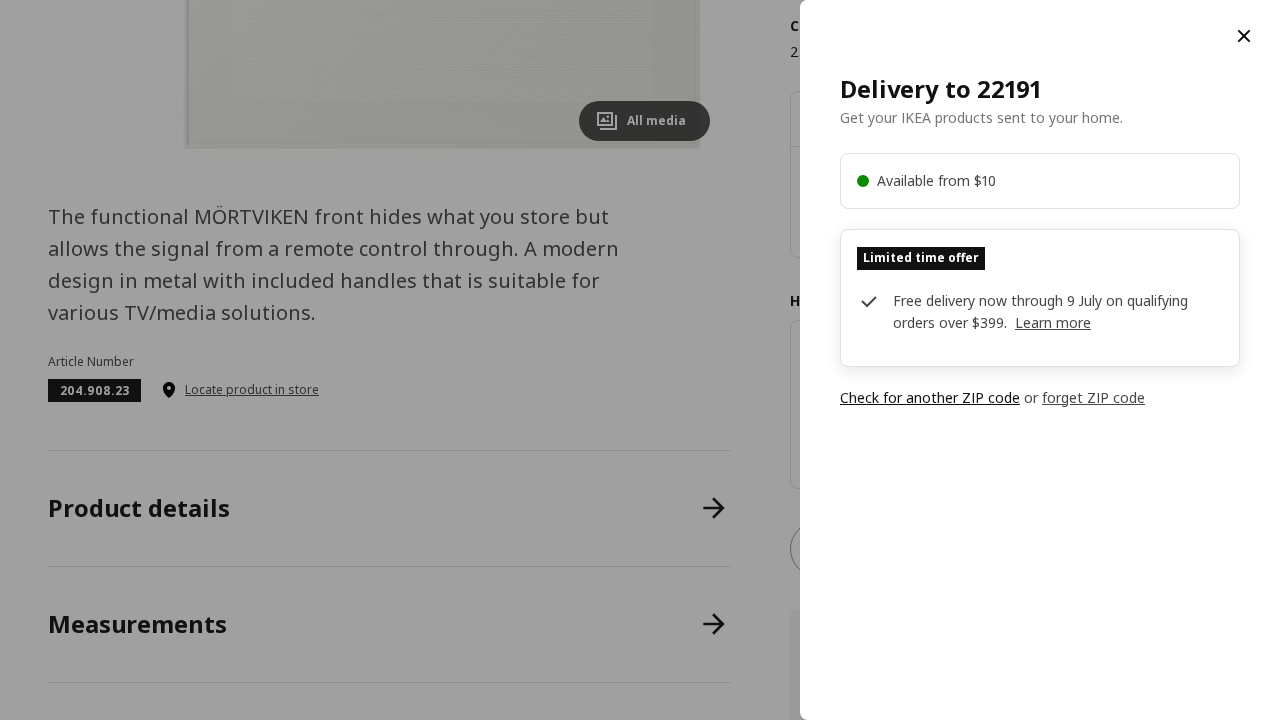 All media
The functional MÖRTVIKEN front hides what you store but
allows the signal from a remote control through. A modern
design in metal with included handles that is suitable for
various TV/media solutions.
Article Number
204.908.23
Locate product in store
Product details
Measurements
Delivery to 22191
Get your IKEA products sent to your home.
Available from $10
Limited time offer
Free delivery now through 9 July on qualifying
orders over $399. Learn more
Check for another ZIP code or forget ZIP code